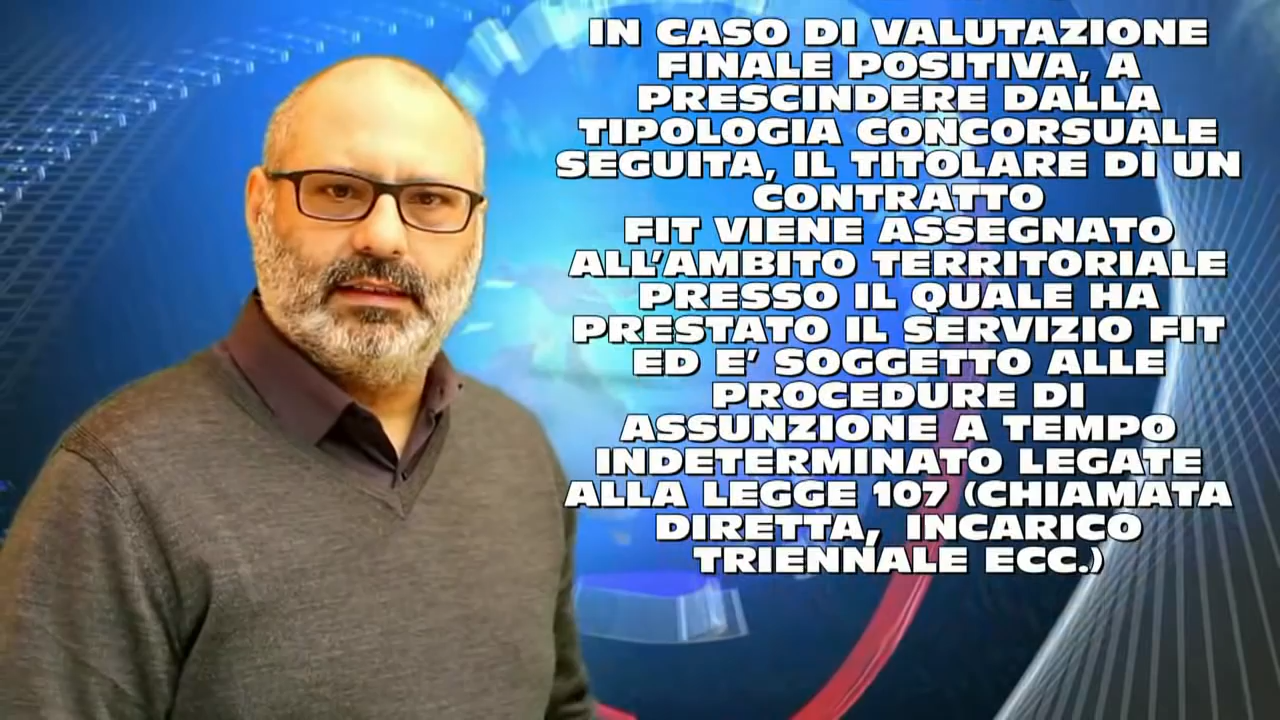 IN CASO DI VALUTAZIONE
FINALE POSITIVA, A
PRESCINDERE DALLA
TIPOLOGIA CONCORSUALE
SEGUITA, IL TITOLARE DI UN
CONTRATTO
FIT VIENE ASSEGNATO
ALL'AMBITO TERRITORIALE
PRESSO IL QUALE HA
PRESTATO IL SERVIZIO FIT
ED E' SOGGETTO ALLE
PROCEDURE DI
ASSUNZIONE A TEMPO
INDETERMINATO LEGATE
ALLA LEGGE 107 (CHIAMATA
DIRETTA, INCARICO
TRIENNALE ECC.)